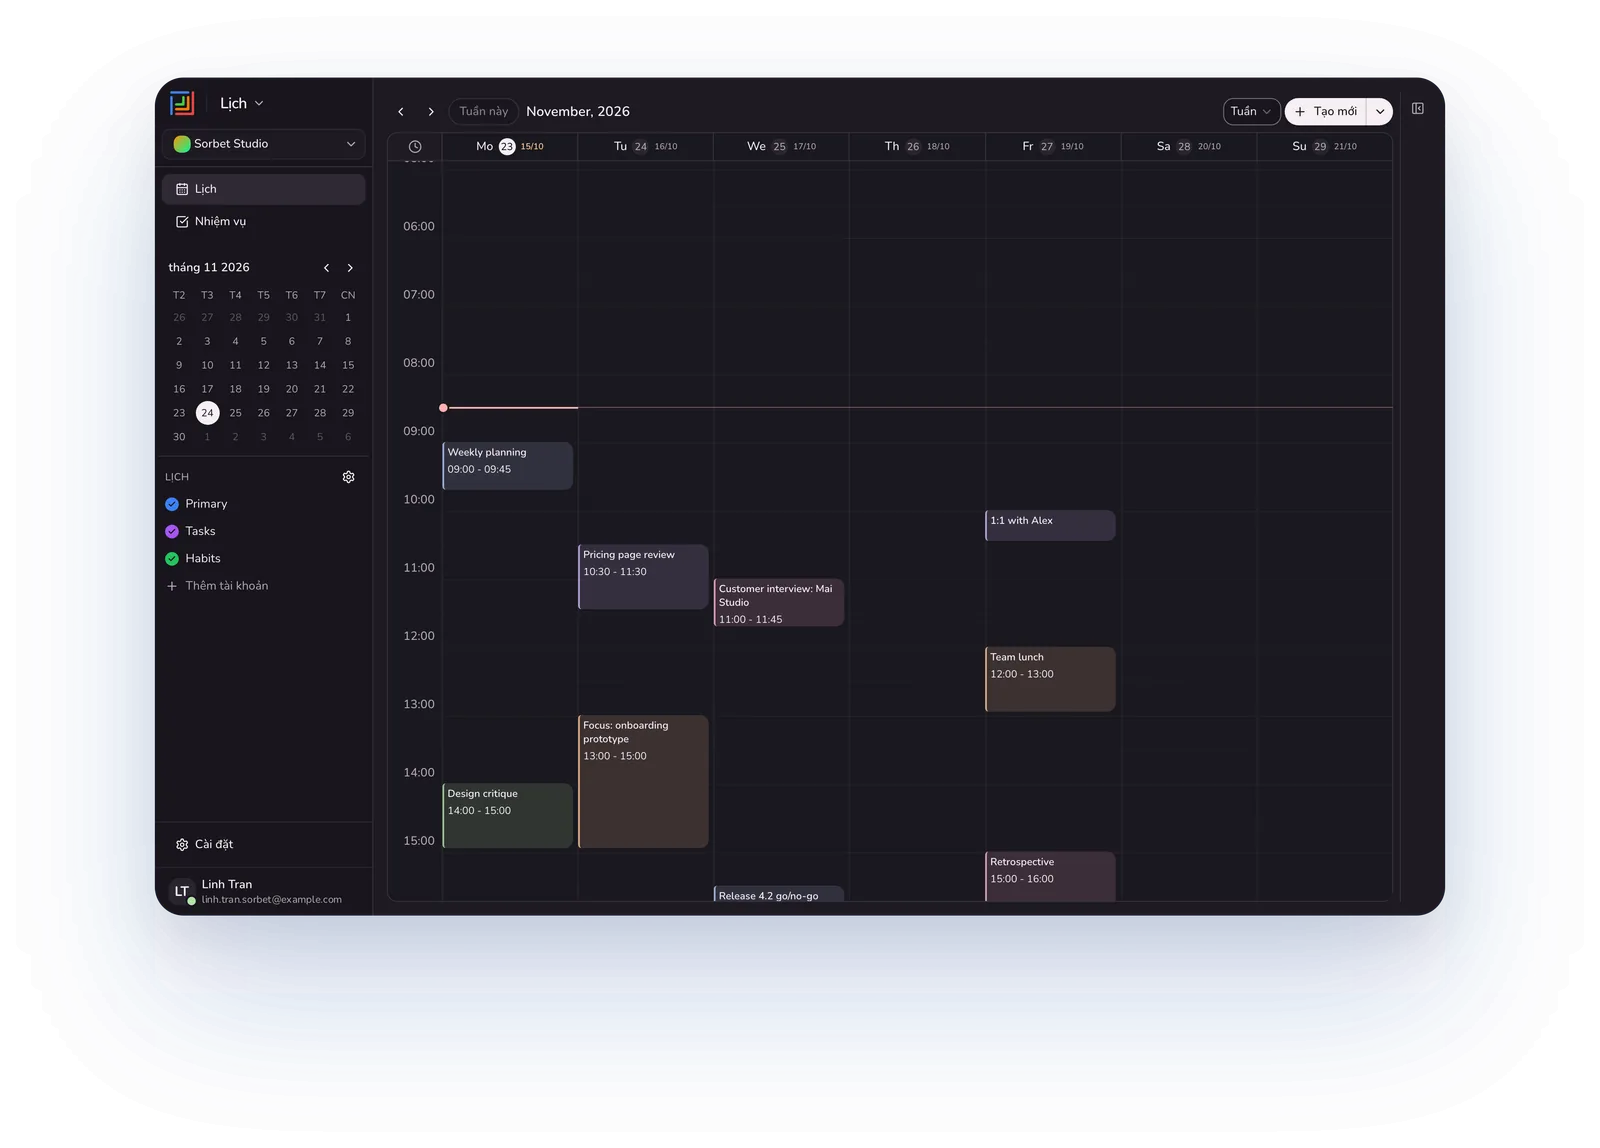 Lịch
Sorbet Studio
Lịch
Nhiệm vụ
tháng 11 2026
T2 T3 T4 T5 T6 T7 CN
26 27 28 29 30 31 1
2 3 4 5 6 7 8
9 10 11 12 13 14 15
16 17 18 19 20 21 22
23 24 25 26 27 28 29
30 1 2 3 4 5 6
LỊCH
Primary
Tasks
Habits
Thêm tài khoản
Cài đặt
LT
Linh Tran
linh.tran.sorbet@example.com
Tuần này
November, 2026
Tuần
Tạo mới
Mo 23 15/10
Tu 24 16/10
We 25 17/10
Th 26 18/10
Fr 27 19/10
Sa 28 20/10
Su 29 21/10
06:00
07:00
08:00
09:00
10:00
11:00
12:00
13:00
14:00
15:00
Weekly planning
09:00 - 09:45
Design critique
14:00 - 15:00
Pricing page review
10:30 - 11:30
Focus: onboarding
prototype
13:00 - 15:00
Customer interview: Mai
Studio
11:00 - 11:45
Release 4.2 go/no-go
1:1 with Alex
Team lunch
12:00 - 13:00
Retrospective
15:00 - 16:00